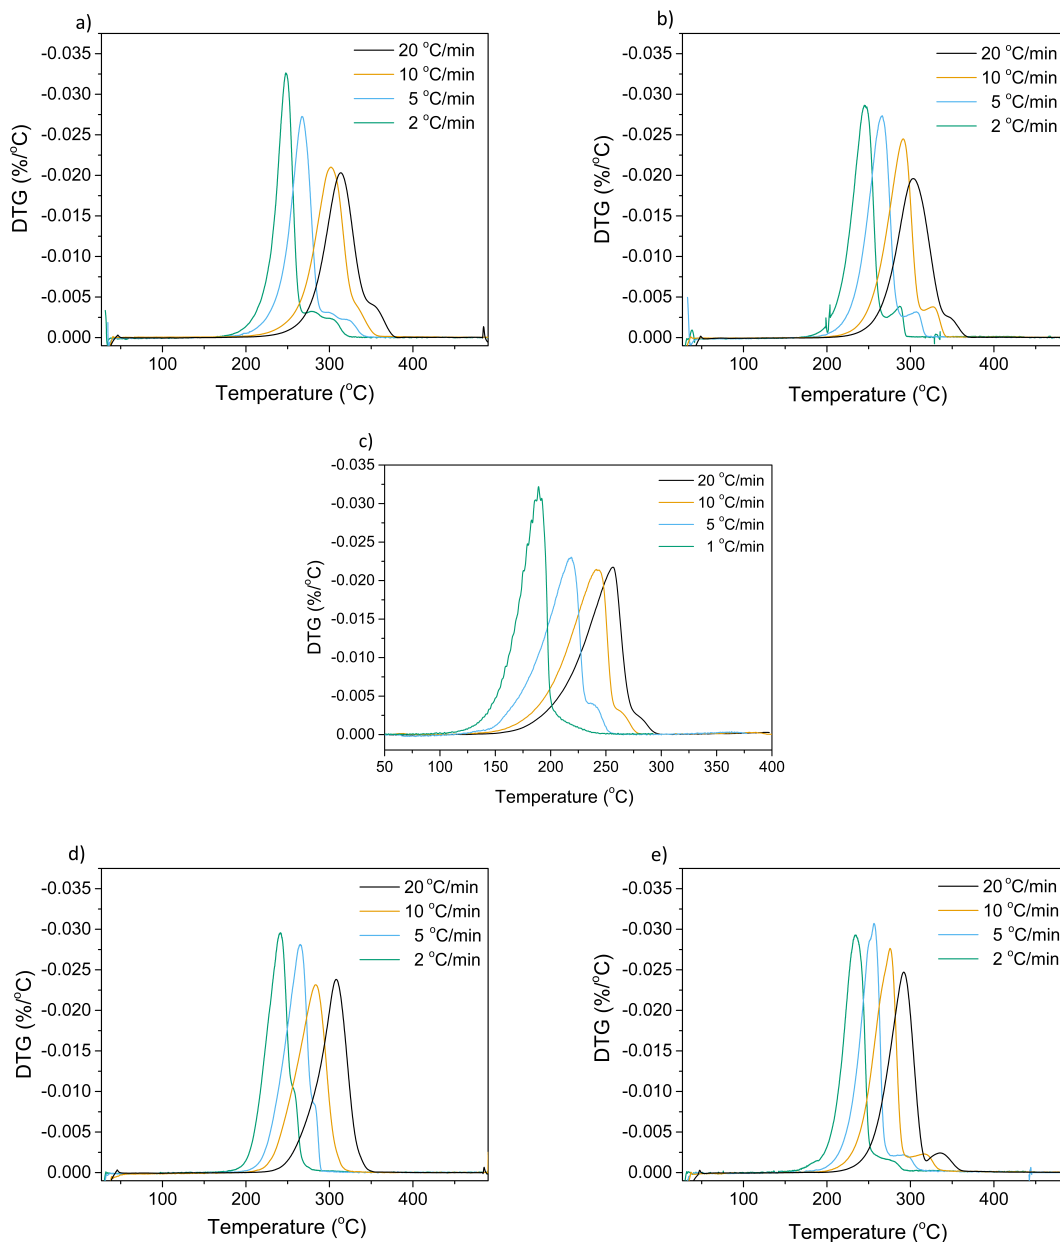 a)
-0.035
-0.030
-0.025
-0.020
-0.015
-0.010
-0.005
0.000
DTG (%/°C)
20 °C/min
10 °C/min
5 °C/min
2 °C/min
100 200 300 400
Temperature (°C)
b)
-0.035
-0.030
-0.025
-0.020
-0.015
-0.010
-0.005
0.000
DTG (%/°C)
20 °C/min
10 °C/min
5 °C/min
2 °C/min
100 200 300 400
Temperature (°C)
c)
-0.035
-0.030
-0.025
-0.020
-0.015
-0.010
-0.005
0.000
DTG (%/°C)
20 °C/min
10 °C/min
5 °C/min
1 °C/min
50 100 150 200 250 300 350 400
Temperature (°C)
d)
-0.035
-0.030
-0.025
-0.020
-0.015
-0.010
-0.005
0.000
DTG (%/°C)
20 °C/min
10 °C/min
5 °C/min
2 °C/min
100 200 300 400
Temperature (°C)
e)
-0.035
-0.030
-0.025
-0.020
-0.015
-0.010
-0.005
0.000
DTG (%/°C)
20 °C/min
10 °C/min
5 °C/min
2 °C/min
100 200 300 400
Temperature (°C)